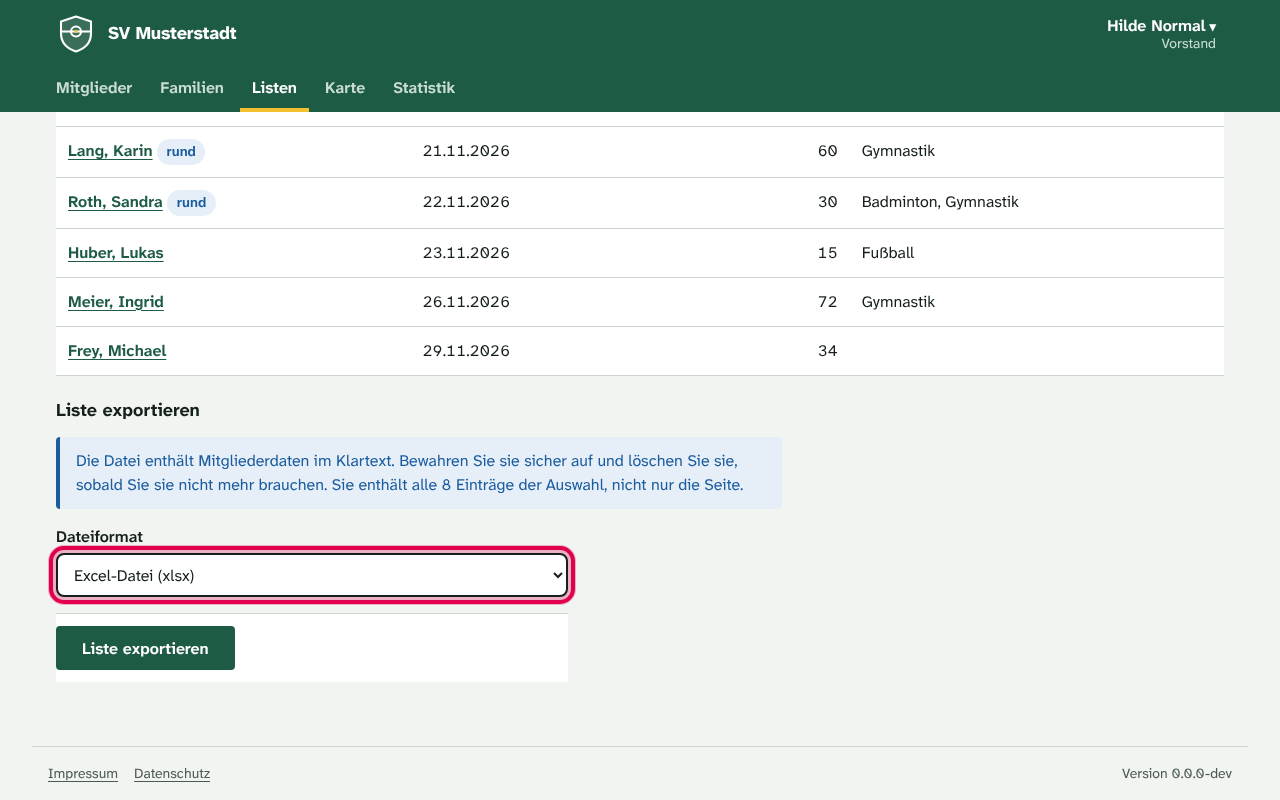 SV Musterstadt
Hilde Normal ▾
Vorstand
Mitglieder Familien Listen Karte Statistik
Lang, Karin rund 21.11.2026 60 Gymnastik
Roth, Sandra rund 22.11.2026 30 Badminton, Gymnastik
Huber, Lukas 23.11.2026 15 Fußball
Meier, Ingrid 26.11.2026 72 Gymnastik
Frey, Michael 29.11.2026 34
Liste exportieren
Die Datei enthält Mitgliederdaten im Klartext. Bewahren Sie sie sicher auf und löschen Sie sie,
sobald Sie sie nicht mehr brauchen. Sie enthält alle 8 Einträge der Auswahl, nicht nur die Seite.
Dateiformat
Excel-Datei (xlsx)
Liste exportieren
Impressum Datenschutz Version 0.0.0-dev